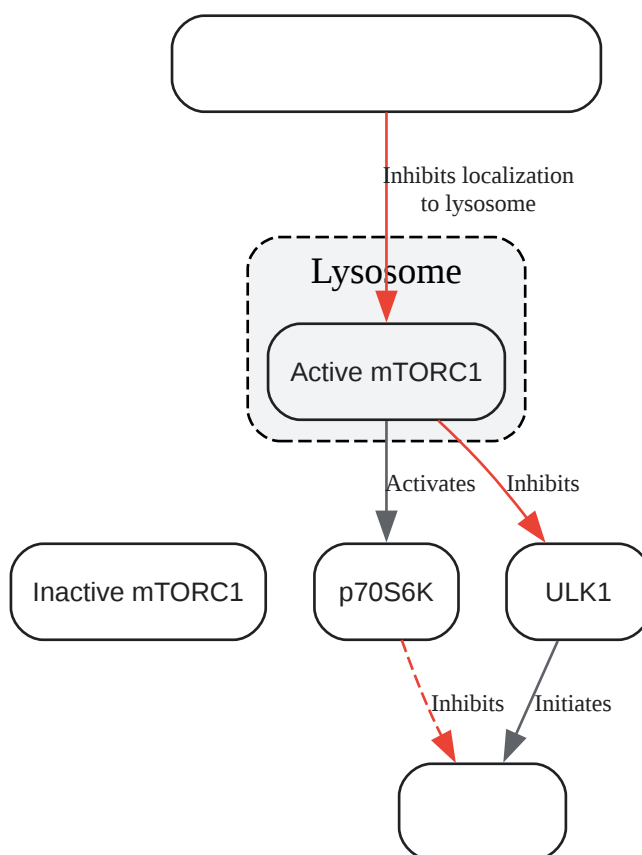 Inhibits localization
to lysosome
Lysosome
Active mTORC1
Activates
Inhibits
Inactive mTORC1
p70S6K
ULK1
Inhibits
Initiates